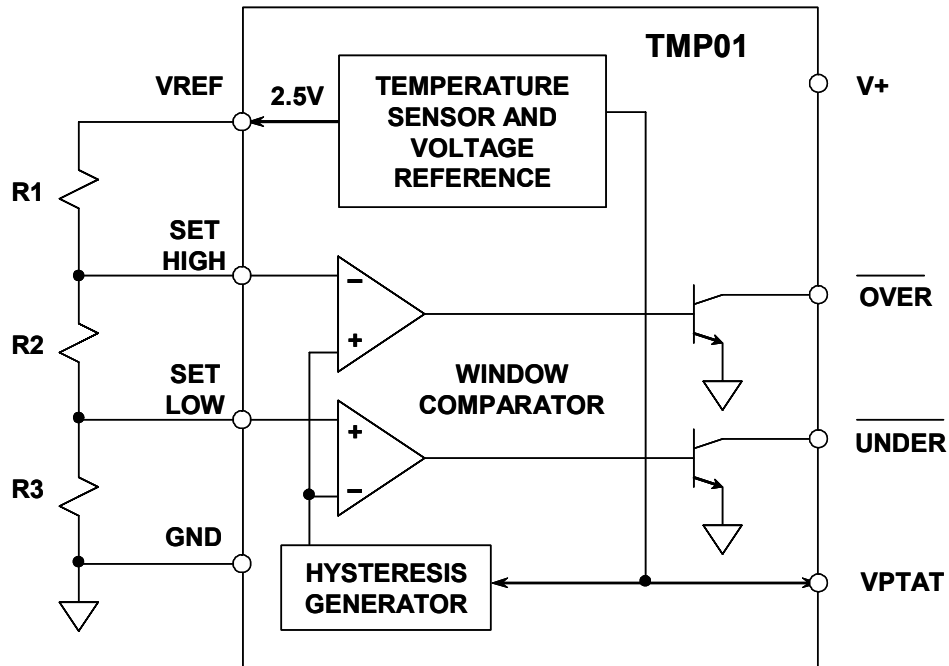 TMP01
VREF
2.5V
TEMPERATURE
SENSOR AND
VOLTAGE
REFERENCE
V+
R1
SET
HIGH
−
+
OVER
R2
SET
LOW
WINDOW
COMPARATOR
+
−
UNDER
R3
GND
HYSTERESIS
GENERATOR
VPTAT